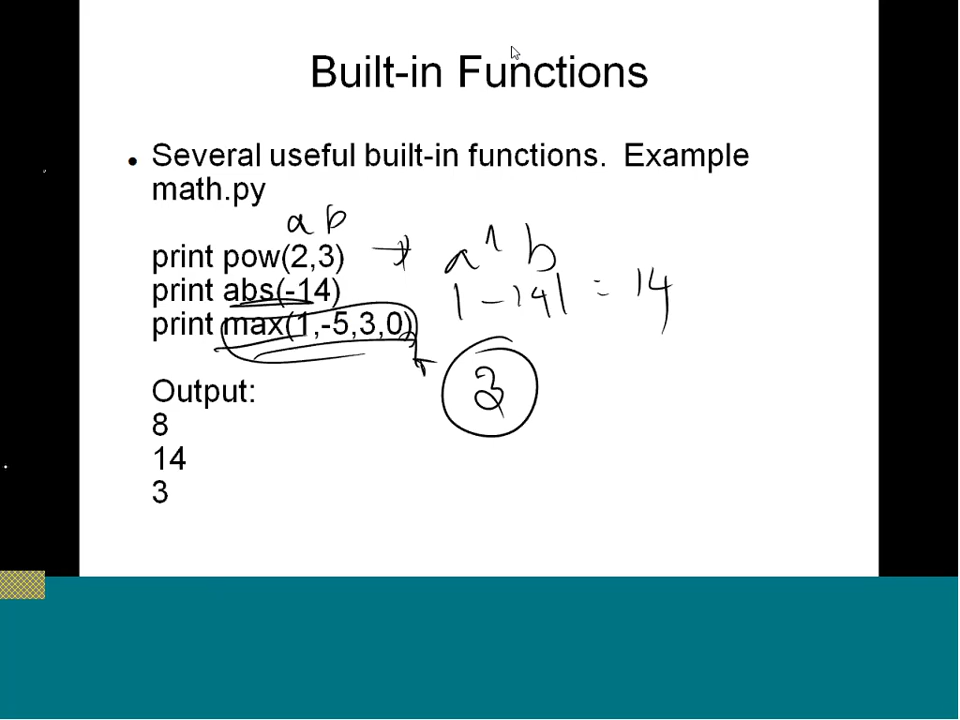 Built-in Functions
• Several useful built-in functions. Example
math.py
a b
print pow(2,3) → a^b
print abs(-14) |-14| = 14
print max(1,-5,3,0)
3
Output:
8
14
3